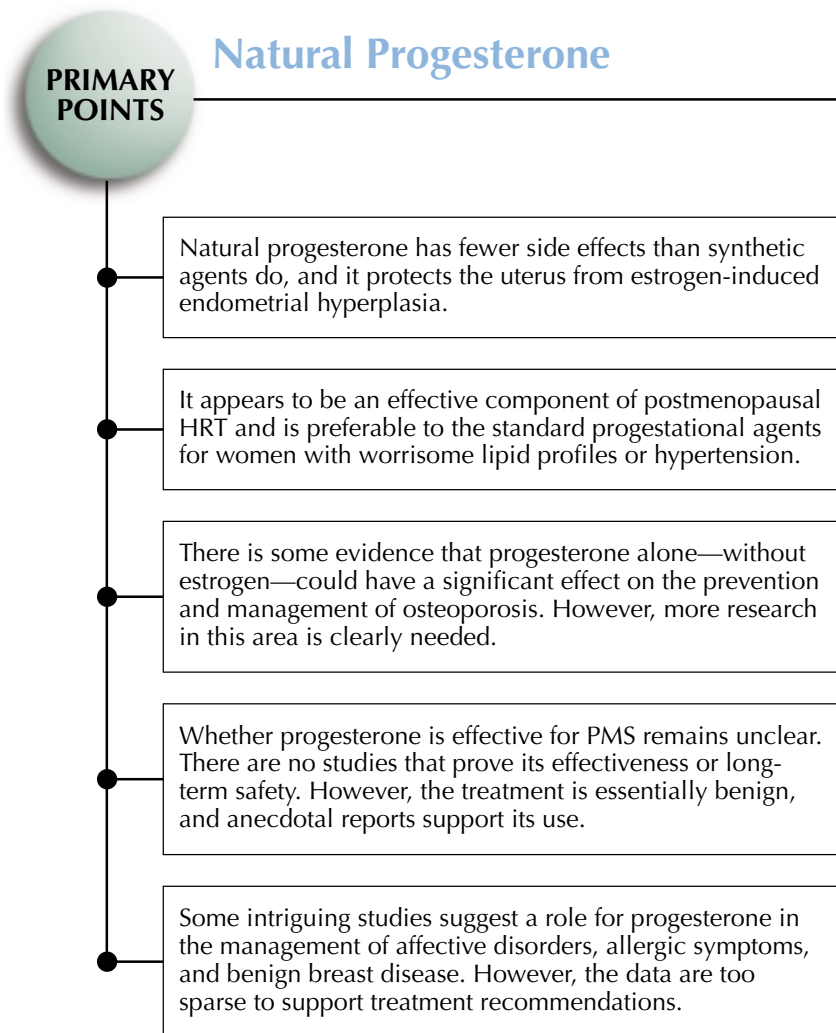 PRIMARY
POINTS
Natural Progesterone
Natural progesterone has fewer side effects than synthetic
agents do, and it protects the uterus from estrogen-induced
endometrial hyperplasia.
It appears to be an effective component of postmenopausal
HRT and is preferable to the standard progestational agents
for women with worrisome lipid profiles or hypertension.
There is some evidence that progesterone alone—without
estrogen—could have a significant effect on the prevention
and management of osteoporosis. However, more research
in this area is clearly needed.
Whether progesterone is effective for PMS remains unclear.
There are no studies that prove its effectiveness or long-
term safety. However, the treatment is essentially benign,
and anecdotal reports support its use.
Some intriguing studies suggest a role for progesterone in
the management of affective disorders, allergic symptoms,
and benign breast disease. However, the data are too
sparse to support treatment recommendations.